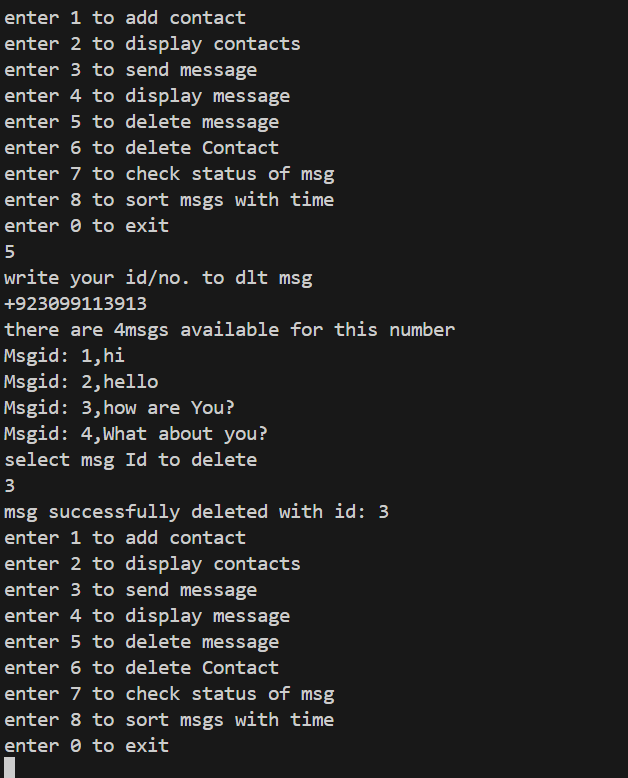 enter 1 to add contact
enter 2 to display contacts
enter 3 to send message
enter 4 to display message
enter 5 to delete message
enter 6 to delete Contact
enter 7 to check status of msg
enter 8 to sort msgs with time
enter 0 to exit
5
write your id/no. to dlt msg
+923099113913
there are 4msgs available for this number
Msgid: 1,hi
Msgid: 2,hello
Msgid: 3,how are You?
Msgid: 4,What about you?
select msg Id to delete
3
msg successfully deleted with id: 3
enter 1 to add contact
enter 2 to display contacts
enter 3 to send message
enter 4 to display message
enter 5 to delete message
enter 6 to delete Contact
enter 7 to check status of msg
enter 8 to sort msgs with time
enter 0 to exit